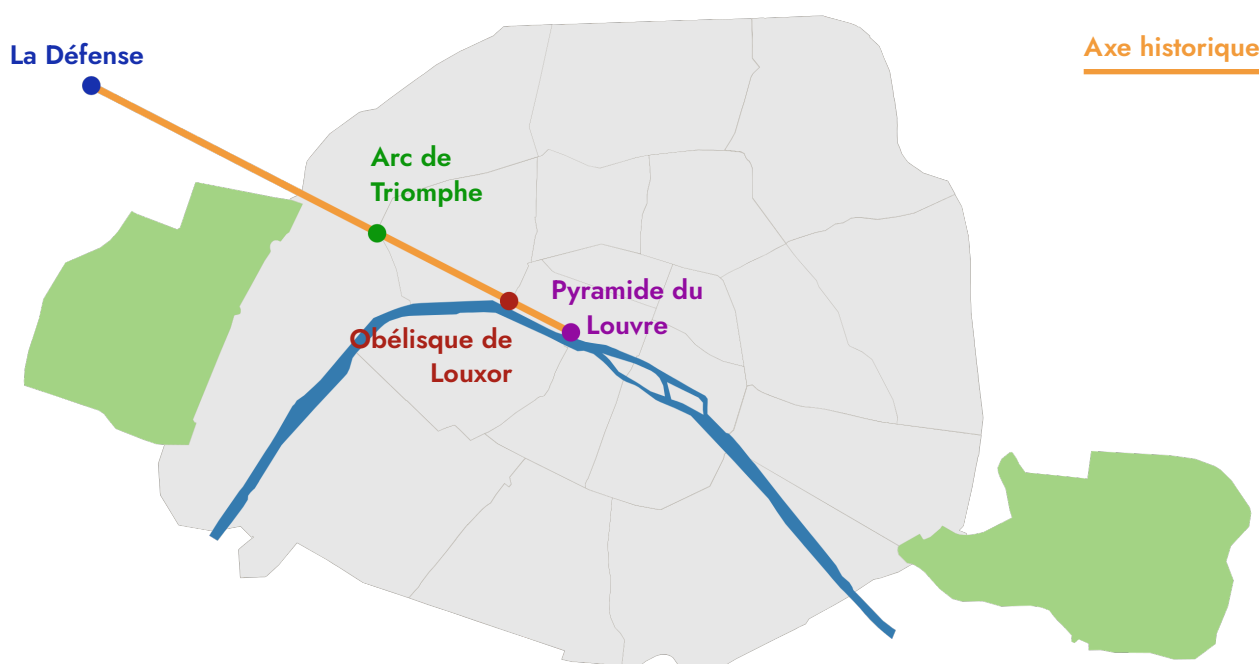 La Défense
Axe historique
Arc de
Triomphe
Pyramide du
Louvre
Obélisque de
Louxor